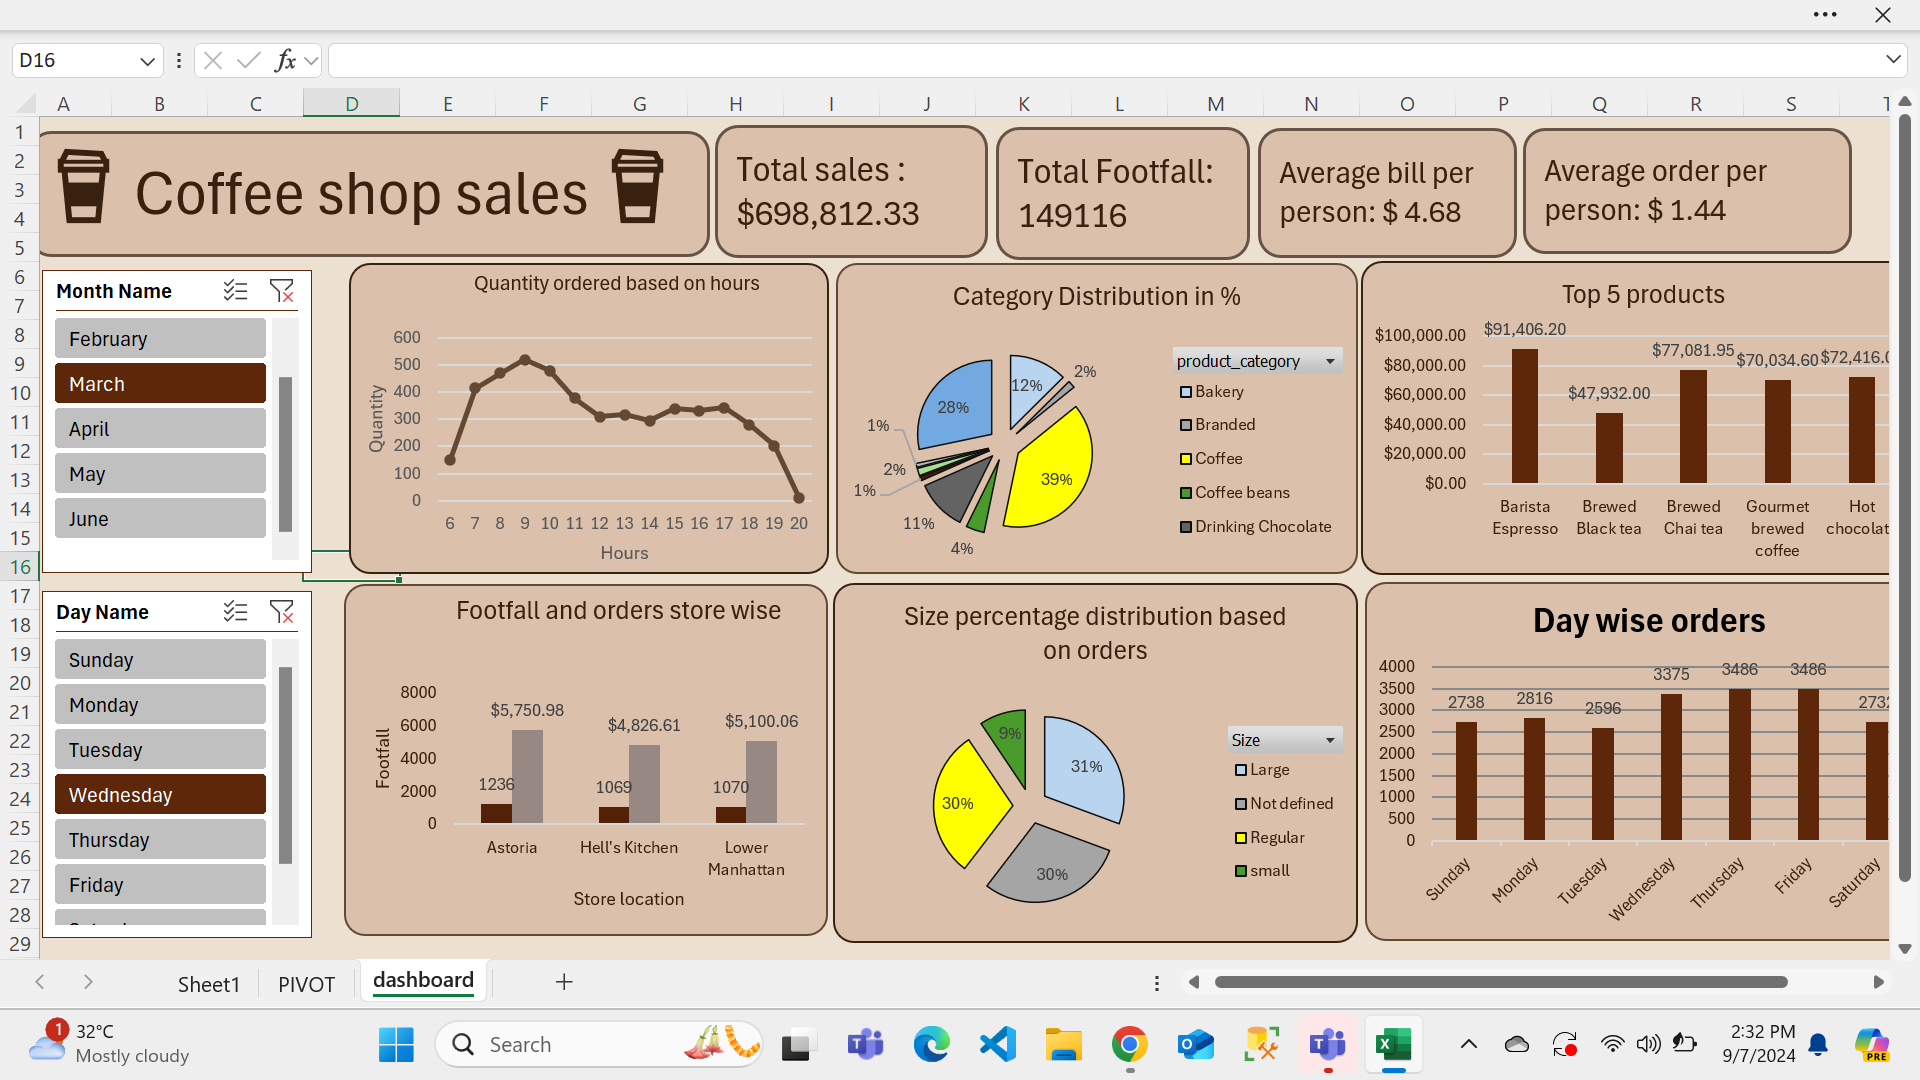 D16
fx
A B C D E F G H I J K L M N O P Q R S T
1
2
3
4
5
6
7
8
9
10
11
12
13
14
15
16
17
18
19
20
21
22
23
24
25
26
27
28
29
Coffee shop sales
Total sales :
$698,812.33
Total Footfall:
149116
Average bill per
person: $ 4.68
Average order per
person: $ 1.44
Month Name
February
March
April
May
June
Quantity ordered based on hours
Quantity
600
500
400
300
200
100
0
6 7 8 9 10 11 12 13 14 15 16 17 18 19 20
Hours
Category Distribution in %
12%
2%
39%
4%
11%
1%
2%
1%
28%
product_category
Bakery
Branded
Coffee
Coffee beans
Drinking Chocolate
Top 5 products
$100,000.00
$80,000.00
$60,000.00
$40,000.00
$20,000.00
$0.00
$91,406.20
$47,932.00
$77,081.95
$70,034.60
$72,416.0
Barista
Espresso
Brewed
Black tea
Brewed
Chai tea
Gourmet
brewed
coffee
Hot
chocolat
Day Name
Sunday
Monday
Tuesday
Wednesday
Thursday
Friday
Footfall and orders store wise
Footfall
8000
6000
4000
2000
0
$5,750.98
$4,826.61
$5,100.06
1236
1069
1070
Astoria
Hell's Kitchen
Lower
Manhattan
Store location
Size percentage distribution based
on orders
31%
30%
30%
9%
Size
Large
Not defined
Regular
small
Day wise orders
4000
3500
3000
2500
2000
1500
1000
500
0
2738
2816
2596
3375
3486
3486
2732
Sunday
Monday
Tuesday
Wednesday
Thursday
Friday
Saturday
Sheet1
PIVOT
dashboard
1
32°C
Mostly cloudy
Search
PRE
2:32 PM
9/7/2024